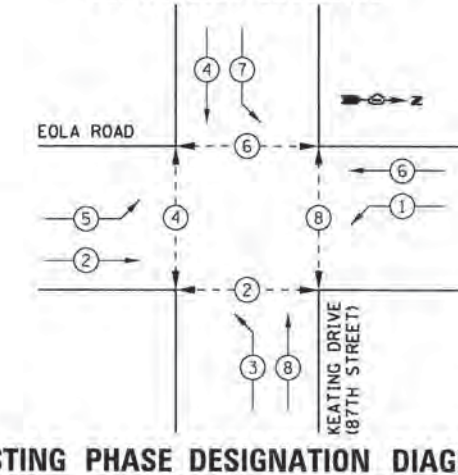 4 7
N
EOLA ROAD
6
6
5
4
8
1
2
2
3 8
KEATING DRIVE
(87TH STREET)
STING PHASE DESIGNATION DIAG